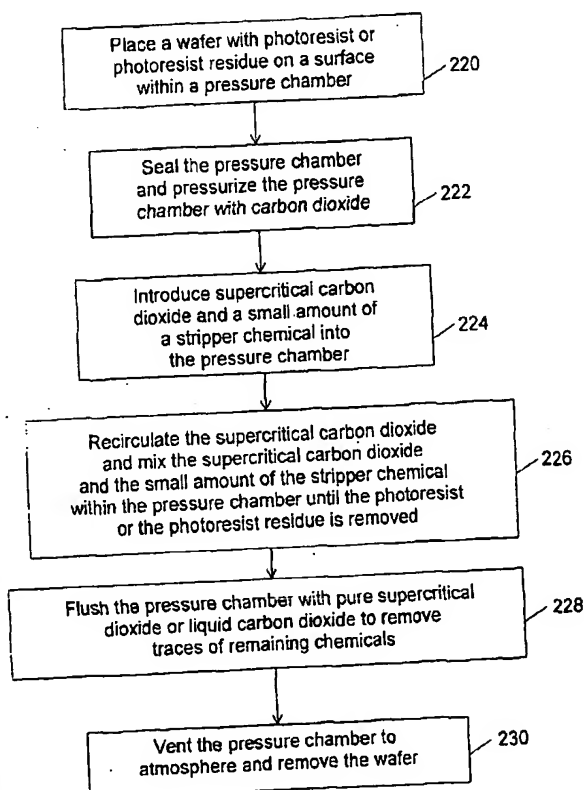 Place a wafer with photoresist or
photoresist residue on a surface
within a pressure chamber
220
Seal the pressure chamber
and pressurize the pressure
chamber with carbon dioxide
222
Introduce supercritical carbon
dioxide and a small amount of
a stripper chemical into
the pressure chamber
224
Recirculate the supercritical carbon dioxide
and mix the supercritical carbon dioxide
and the small amount of the stripper chemical
within the pressure chamber until the photoresist
or the photoresist residue is removed
226
Flush the pressure chamber with pure supercritical
dioxide or liquid carbon dioxide to remove
traces of remaining chemicals
228
Vent the pressure chamber to
atmosphere and remove the wafer
230